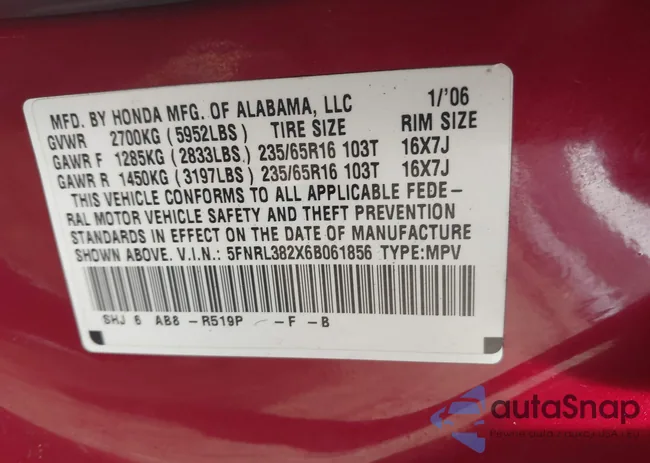 MFD. BY HONDA MFG. OF ALABAMA, LLC 1/'06
GVWR 2700KG (5952LBS) TIRE SIZE RIM SIZE
GAWR F 1285KG (2833LBS) 235/65R16 103T 16X7J
GAWR R 1450KG (3197LBS) 235/65R16 103T 16X7J
THIS VEHICLE CONFORMS TO ALL APPLICABLE FEDE-
RAL MOTOR VEHICLE SAFETY AND THEFT PREVENTION
STANDARDS IN EFFECT ON THE DATE OF MANUFACTURE
SHOWN ABOVE. V.I.N.: 5FNRL382X6B061856 TYPE:MPV
SHJ 6 AB8 -R519P -F -B
autaSnap